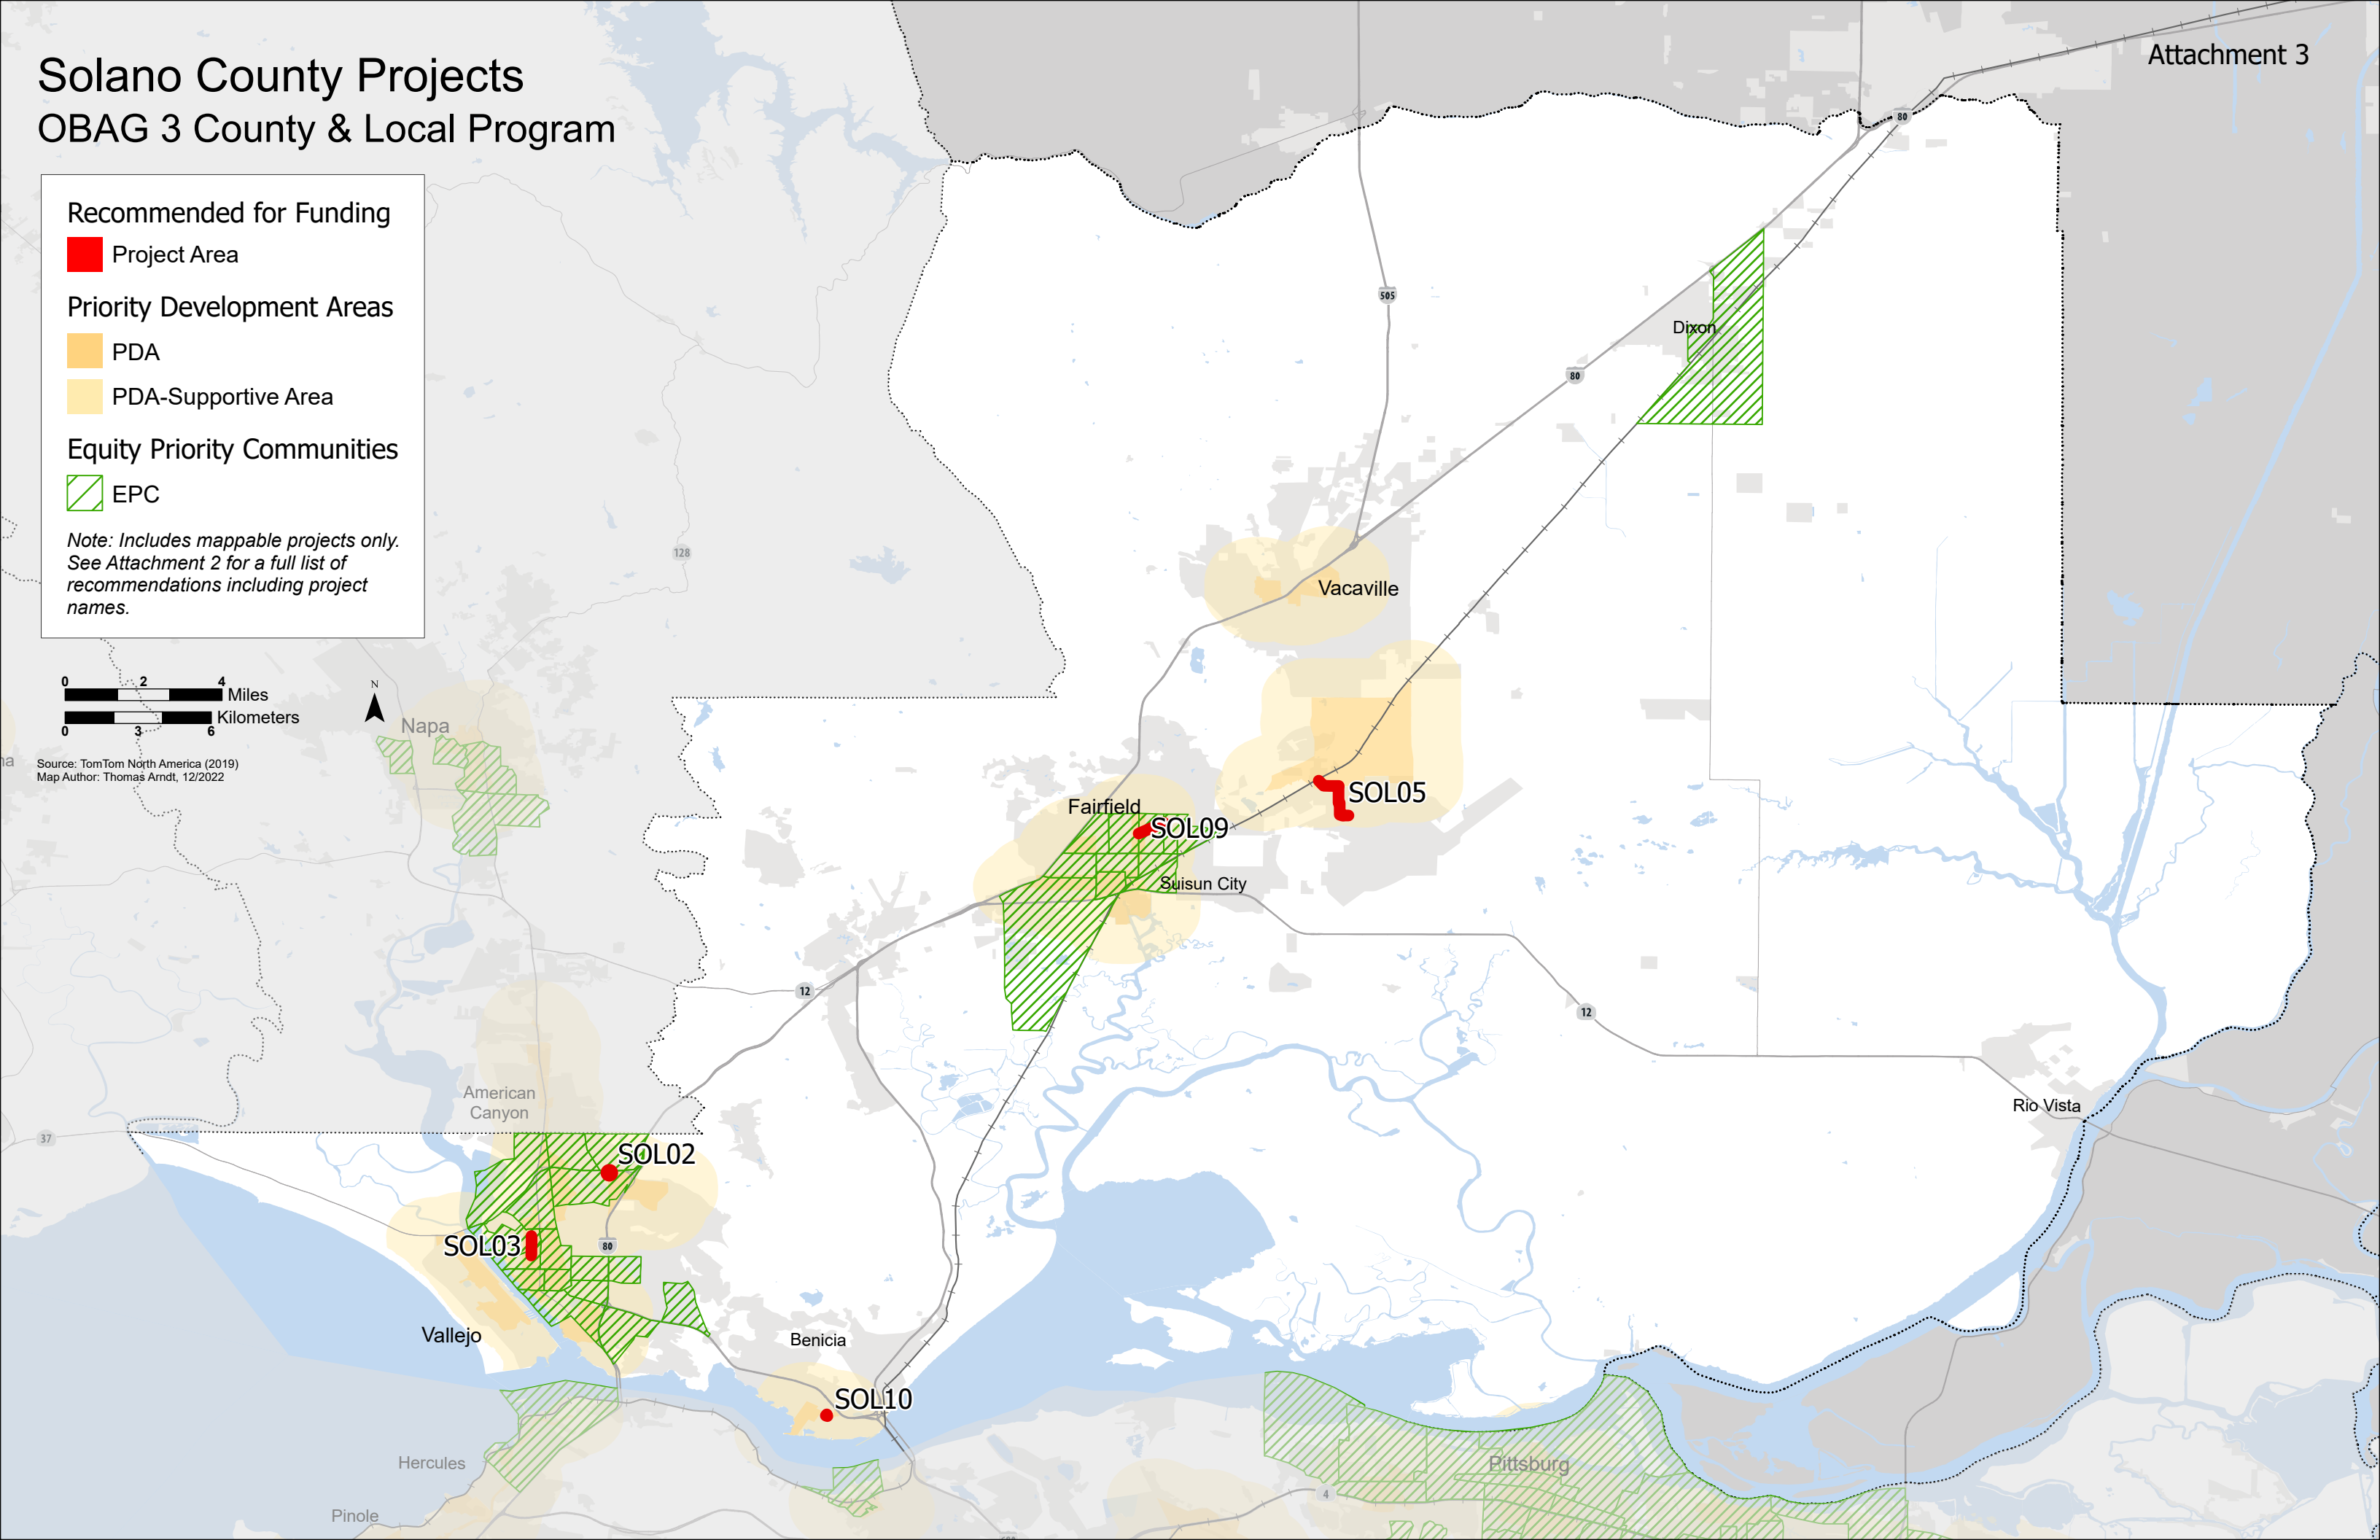 Solano County Projects
OBAG 3 County & Local Program
Attachment 3
Recommended for Funding
Project Area
Priority Development Areas
PDA
PDA-Supportive Area
Equity Priority Communities
EPC
Note: Includes mappable projects only.
See Attachment 2 for a full list of
recommendations including project
names.
0 2 4
Miles
Kilometers
0 3 6
N
Source: TomTom North America (2019)
Map Author: Thomas Arndt, 12/2022
80
505
Dixon
80
128
Vacaville
Napa
na
SOL05
Fairfield
SOL09
Suisun City
12
12
American
Canyon
Rio Vista
37
SOL02
SOL03
80
Vallejo
Benicia
SOL10
Hercules
Pittsburg
4
Pinole